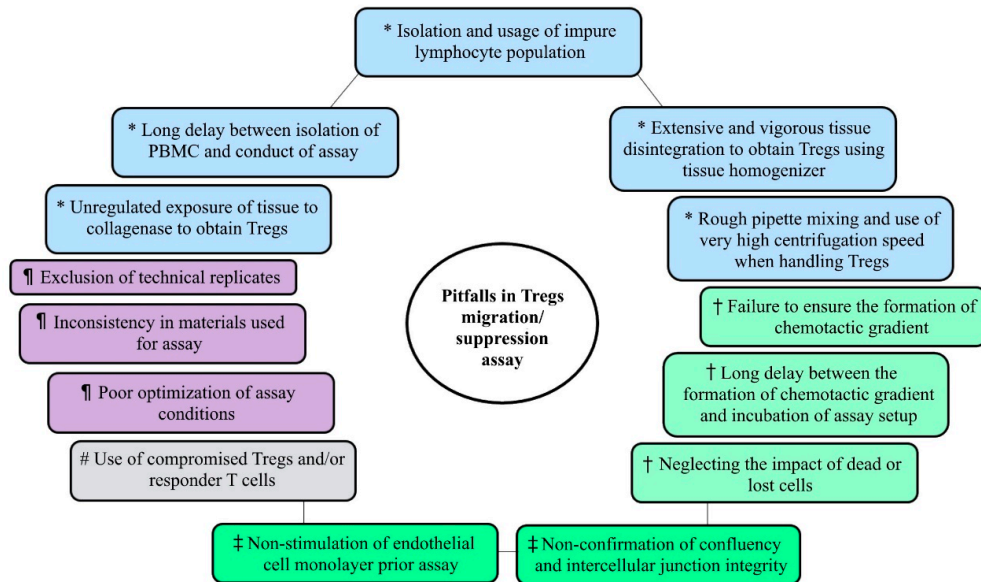 * Isolation and usage of impure
lymphocyte population
* Long delay between isolation of
PBMC and conduct of assay
* Extensive and vigorous tissue
disintegration to obtain Tregs using
tissue homogenizer
* Unregulated exposure of tissue to
collagenase to obtain Tregs
* Rough pipette mixing and use of
very high centrifugation speed
when handling Tregs
¶ Exclusion of technical replicates
¶ Inconsistency in materials used
for assay
¶ Poor optimization of assay
conditions
# Use of compromised Tregs and/or
responder T cells
Pitfalls in Tregs
migration/
suppression
assay
† Failure to ensure the formation of
chemotactic gradient
† Long delay between the
formation of chemotactic gradient
and incubation of assay setup
† Neglecting the impact of dead or
lost cells
‡ Non-stimulation of endothelial
cell monolayer prior assay
‡ Non-confirmation of confluency
and intercellular junction integrity